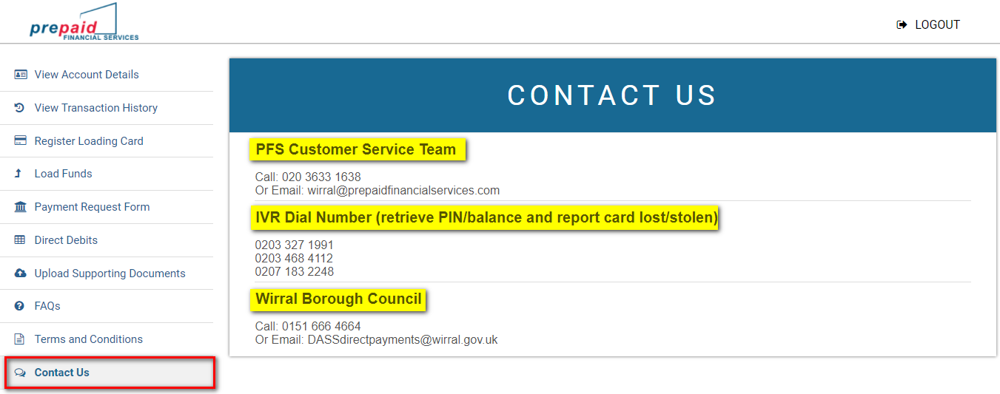 prepaid
FINANCIAL SERVICES
LOGOUT
View Account Details
View Transaction History
Register Loading Card
Load Funds
Payment Request Form
Direct Debits
Upload Supporting Documents
FAQs
Terms and Conditions
Contact Us
CONTACT US
PFS Customer Service Team
Call: 020 3633 1638
Or Email: wirral@prepaidfinancialservices.com
IVR Dial Number (retrieve PIN/balance and report card lost/stolen)
0203 327 1991
0203 468 4112
0207 183 2248
Wirral Borough Council
Call: 0151 666 4664
Or Email: DASSdirectpayments@wirral.gov.uk